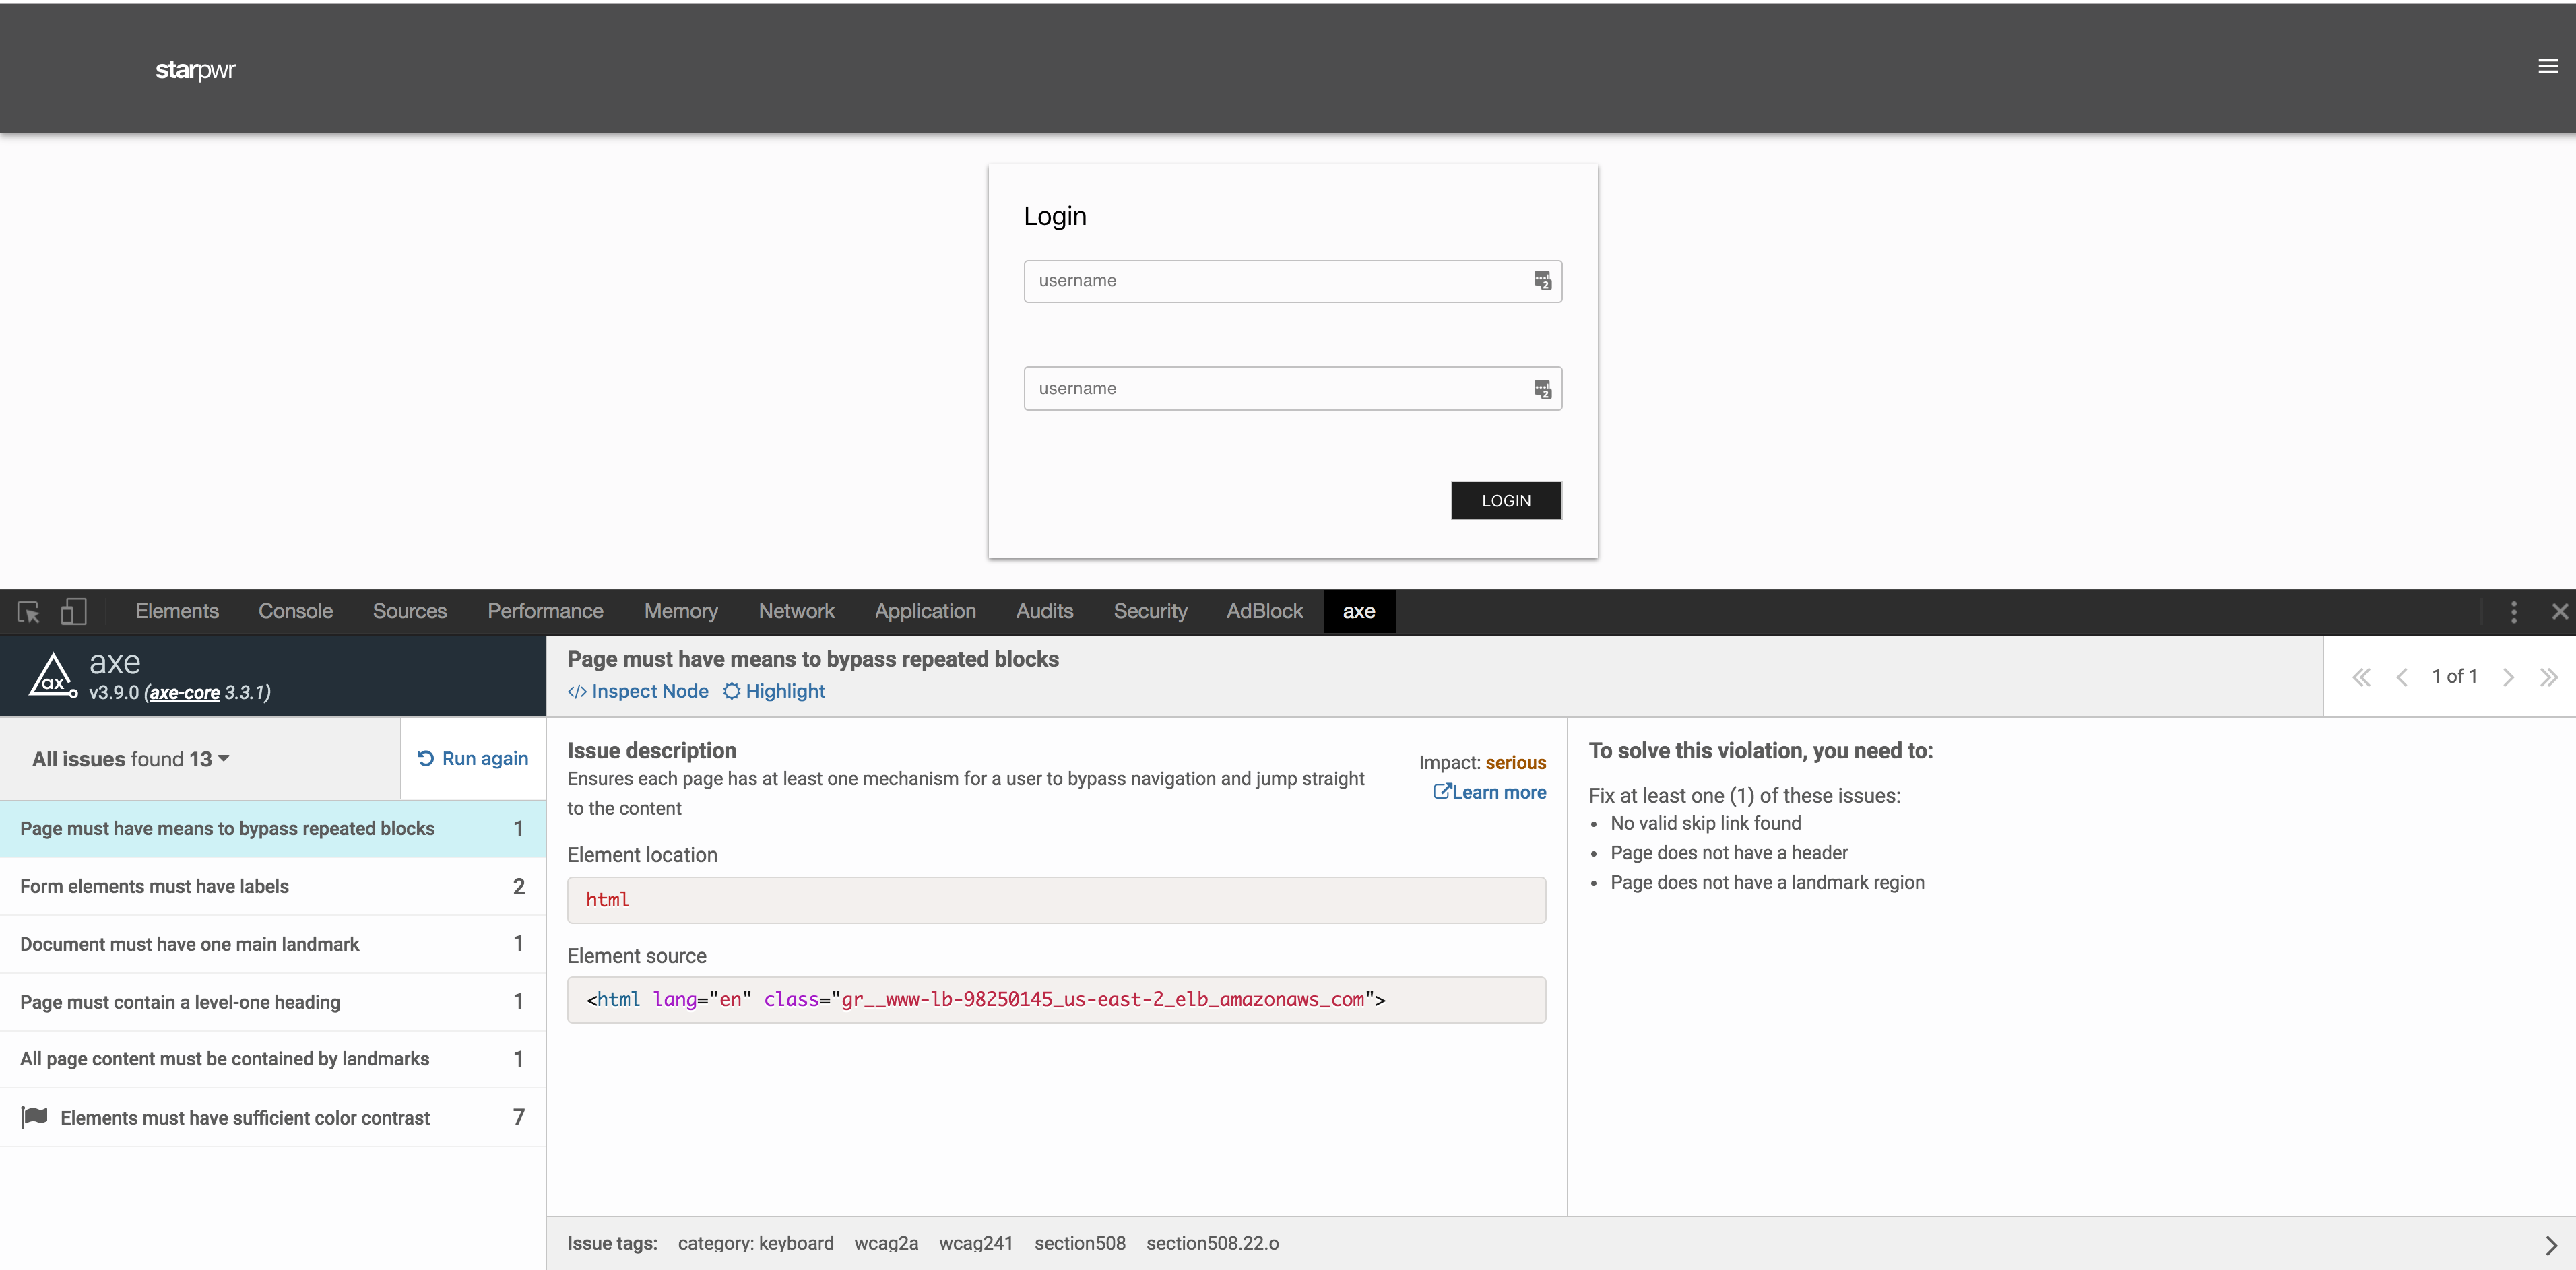 starpwr
Login
username
2
username
2
LOGIN
Elements Console Sources Performance Memory Network Application Audits Security AdBlock axe
ax
axe
v3.9.0 (axe-core 3.3.1)
All issues found 13
Run again
Page must have means to bypass repeated blocks 1
Form elements must have labels 2
Document must have one main landmark 1
Page must contain a level-one heading 1
All page content must be contained by landmarks 1
Elements must have sufficient color contrast 7
Page must have means to bypass repeated blocks
</> Inspect Node Highlight
1 of 1
Issue description
Ensures each page has at least one mechanism for a user to bypass navigation and jump straight
to the content
Impact: serious
Learn more
Element location
html
Element source
<html lang="en" class="gr__www-lb-98250145_us-east-2_elb_amazonaws_com">
To solve this violation, you need to:
Fix at least one (1) of these issues:
• No valid skip link found
• Page does not have a header
• Page does not have a landmark region
Issue tags: category: keyboard wcag2a wcag241 section508 section508.22.o